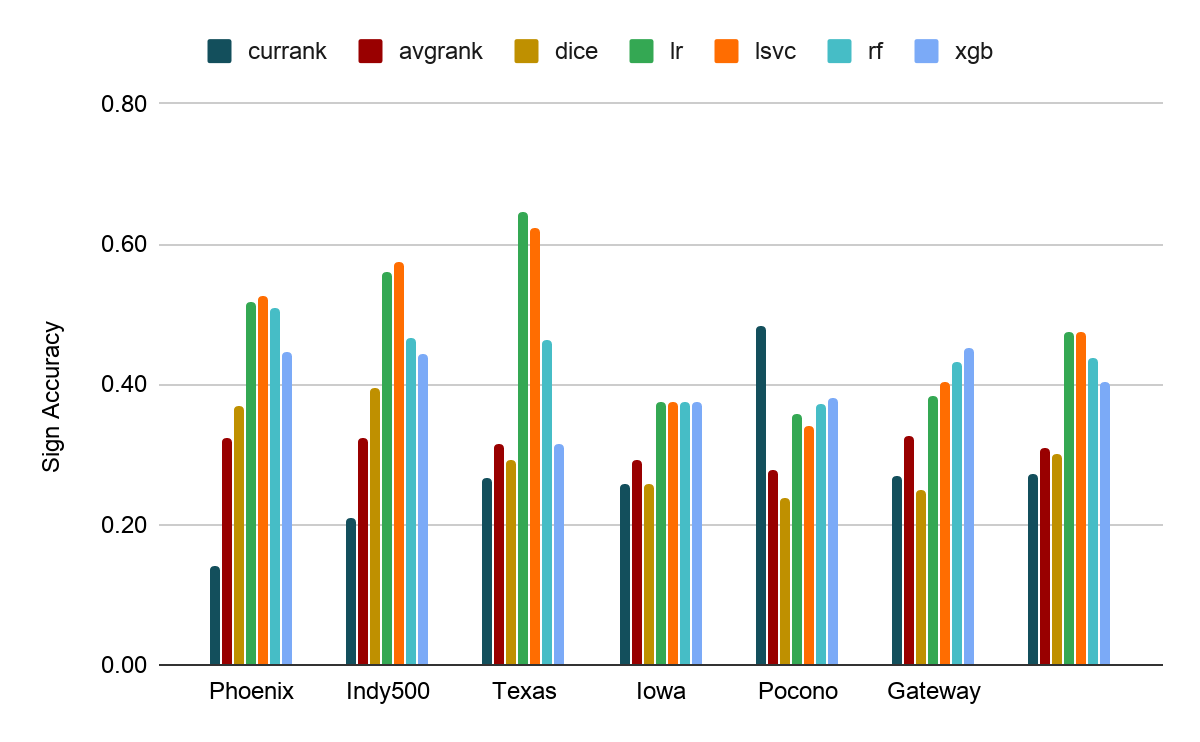 currank avgrank dice lr lsvc rf xgb
0.80
0.60
0.40
0.20
0.00
Sign Accuracy
Phoenix Indy500 Texas Iowa Pocono Gateway